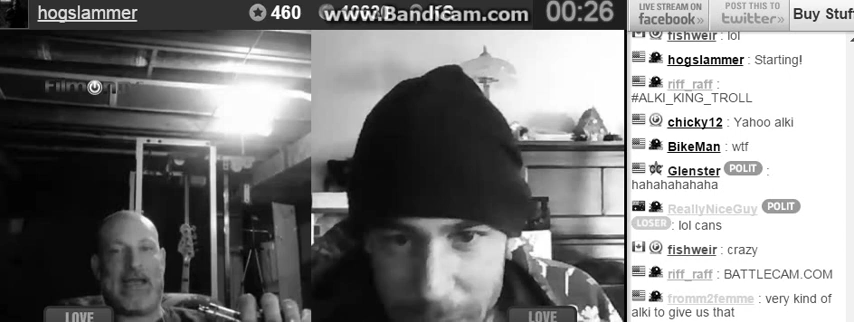 hogslammer
460
www.Bandicam.com
00:26
LIVE STREAM ON
facebook»
POST THIS TO
twitter»
Buy Stuff
fishweir : lol
hogslammer : Starting!
riff_raff :
#ALKI_KING_TROLL
chicky12 : Yahoo alki
BikeMan : wtf
Glenster POLIT :
hahahahahaha
ReallyNiceGuy POLIT
LOSER : lol cans
fishweir : crazy
riff_raff : BATTLECAM.COM
fromm2femme : very kind of
alki to give us that
LOVE
LOVE